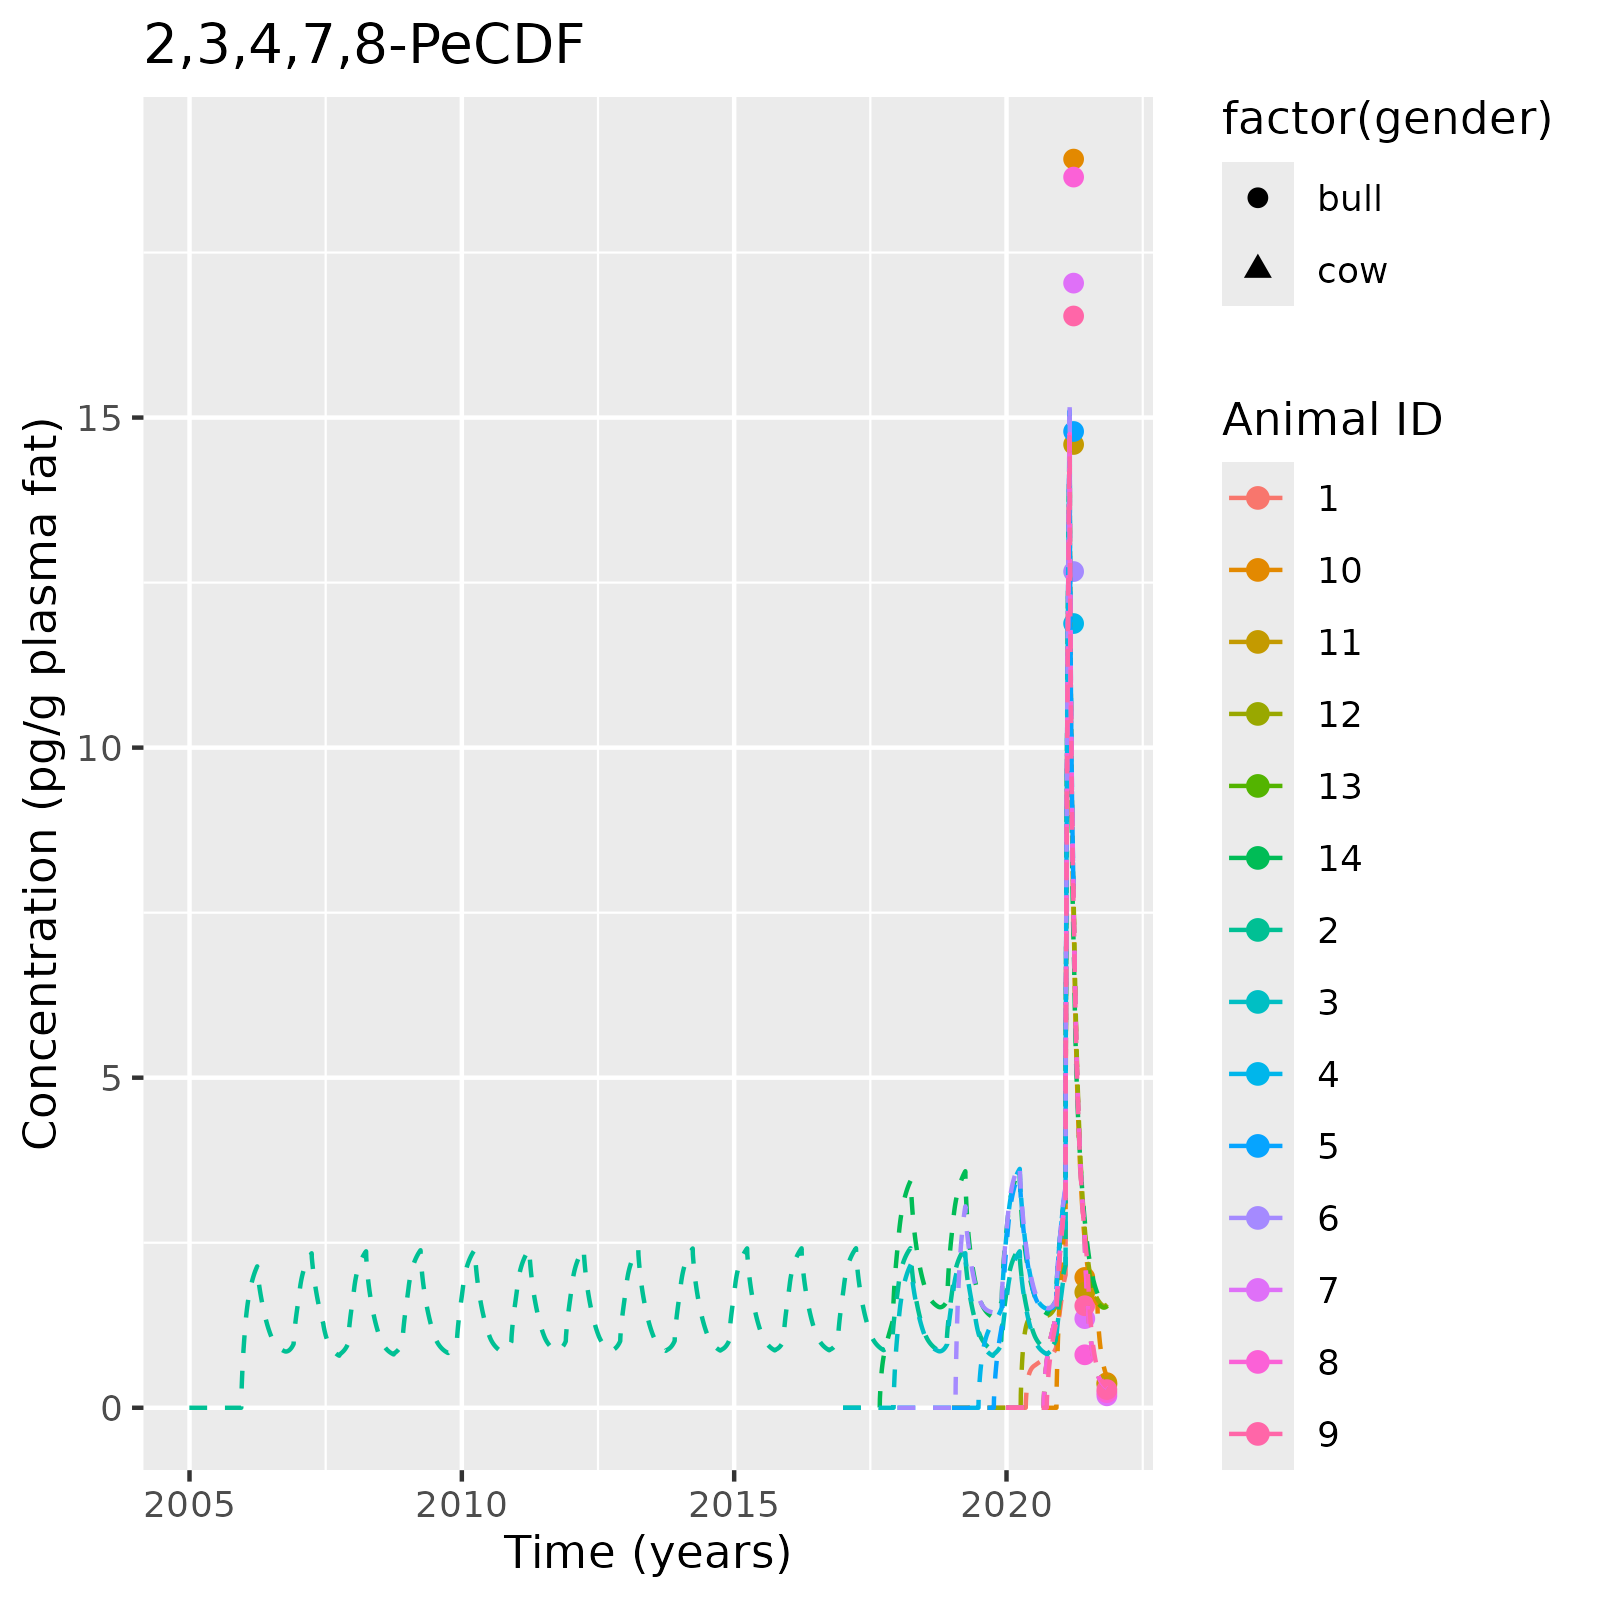 2,3,4,7,8-PeCDF
Concentration (pg/g plasma fat)
15
10
5
0
2005 2010 2015 2020
Time (years)
factor(gender)
bull
cow
Animal ID
1
10
11
12
13
14
2
3
4
5
6
7
8
9